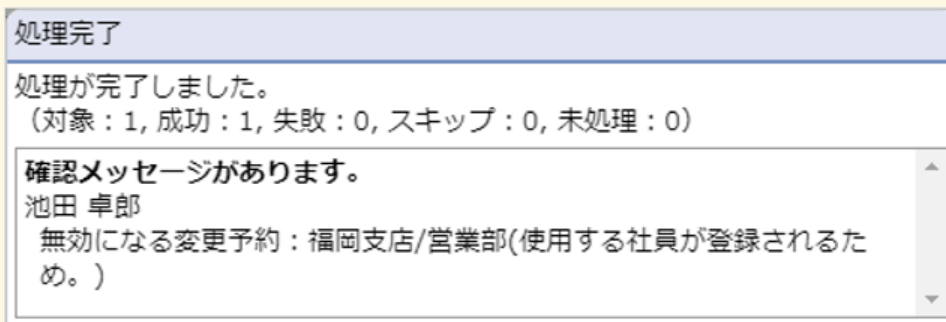 処理完了
処理が完了しました。
（対象：1, 成功：1, 失敗：0, スキップ：0, 未処理：0）
確認メッセージがあります。
池田 卓郎
無効になる変更予約：福岡支店/営業部(使用する社員が登録されるた
め。)